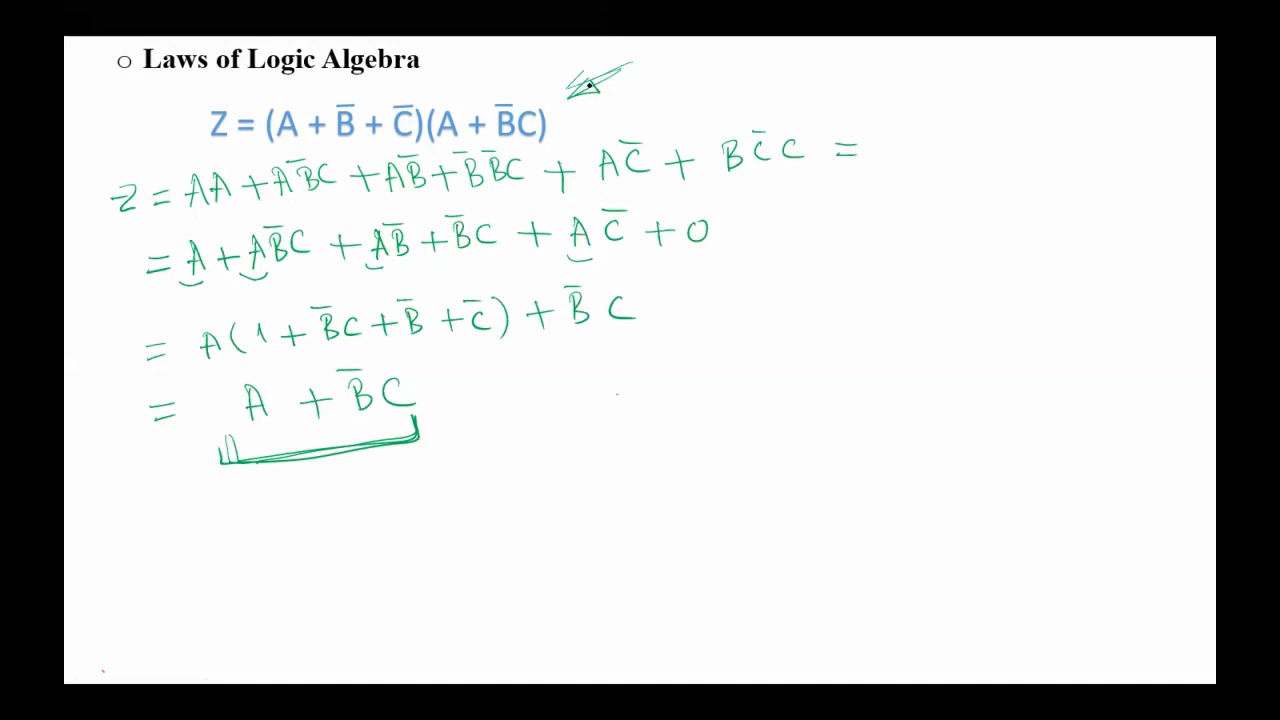 ○ Laws of Logic Algebra
Z = (A + B̅ + C̅)(A + B̅C)
Z = AA + AB̅C + AB̅ + B̅B̅C + AC̅ + BC̅C =
= A + AB̅C + AB̅ + B̅C + AC̅ + 0
= A(1 + B̅C + B̅ + C̅) + B̅C
= A + B̅C